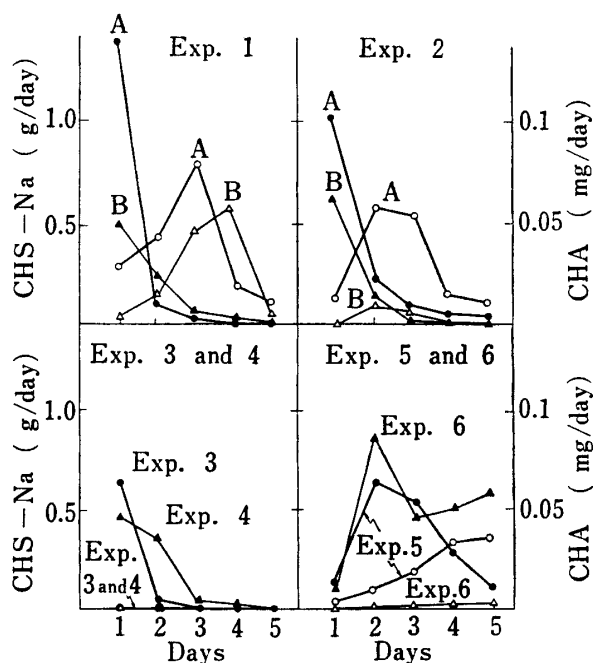 Exp. 1
Exp. 2
A
B
A
B
A
B
A
B
CHS-Na ( g/day)
1.0
0.5
0.1
0.05
CHA ( mg/day)
Exp. 3 and 4
Exp. 5 and 6
Exp. 3
Exp. 4
Exp.
3 and 4
Exp. 6
Exp.5
Exp.6
CHS-Na ( g/day)
1.0
0.5
0.1
0.05
CHA ( mg/day)
1 2 3 4 5
1 2 3 4 5
Days
Days